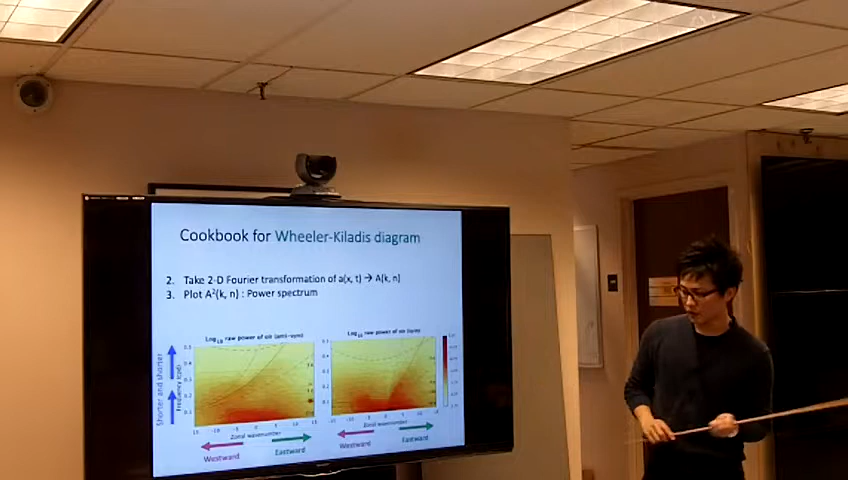 Cookbook for Wheeler-Kiladis diagram
2. Take 2-D Fourier transformation of a(x, t) → A(k, n)
3. Plot A²(k, n) : Power spectrum
Log₁₀ raw power of olr (anti-sym)
Log₁₀ raw power of olr (sym)
Shorter and shorter
Frequency (cpd)
Zonal wavenumber
Zonal wavenumber
Westward
Eastward
Westward
Eastward